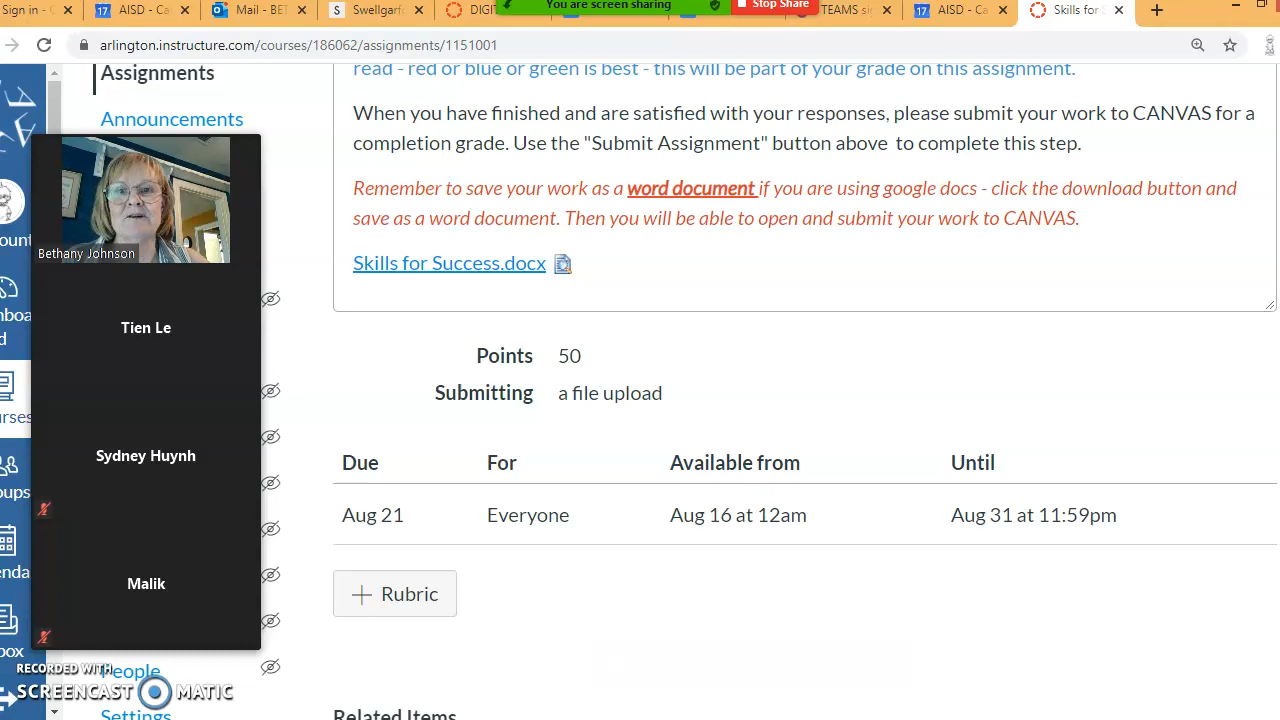 Sign in - G
AISD - Ca
Mail - BET
Swellgarfo
DIGIT
You are screen sharing
Stop Share
TEAMS si
AISD - Ca
Skills for S
arlington.instructure.com/courses/186062/assignments/1151001
Assignments
Announcements
read - red or blue or green is best - this will be part of your grade on this assignment.
When you have finished and are satisfied with your responses, please submit your work to CANVAS for a
completion grade. Use the "Submit Assignment" button above to complete this step.
Remember to save your work as a word document if you are using google docs - click the download button and
save as a word document. Then you will be able to open and submit your work to CANVAS.
Skills for Success.docx
Bethany Johnson
Tien Le
Sydney Huynh
Malik
Points 50
Submitting a file upload
Due For Available from Until
Aug 21 Everyone Aug 16 at 12am Aug 31 at 11:59pm
Rubric
People
Settings
Related Items
RECORDED WITH
SCREENCAST MATIC